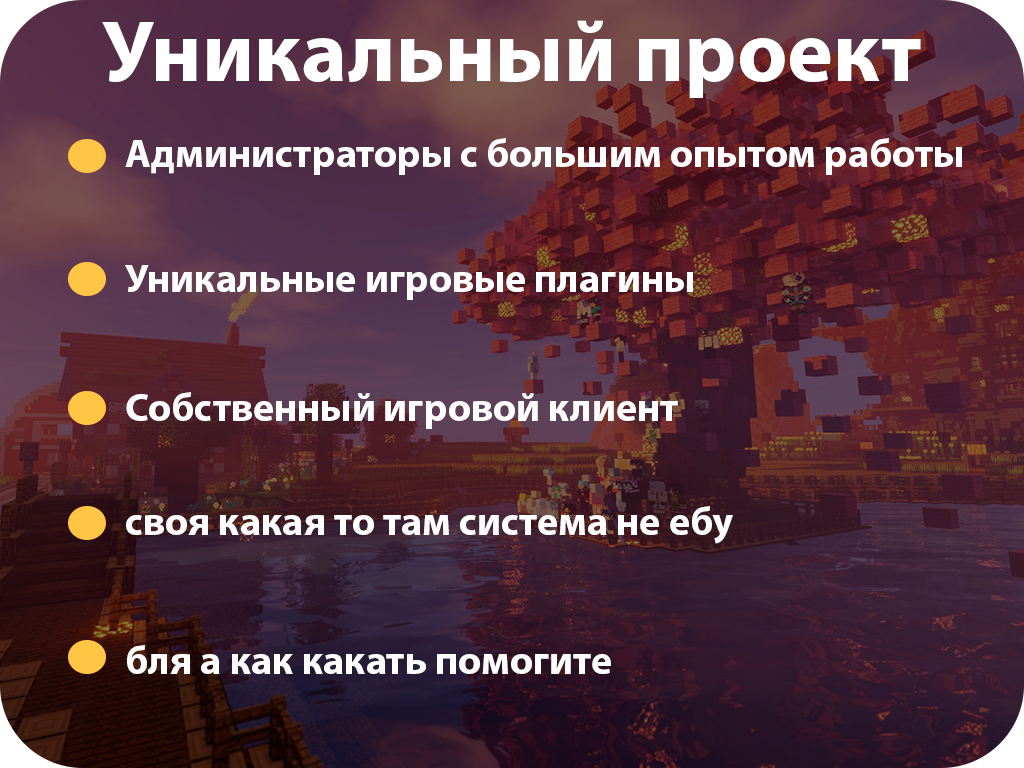 Уникальный проект
Администраторы с большим опытом работы
Уникальные игровые плагины
Собственный игровой клиент
своя какая то там система не ебу
бля а как какать помогите